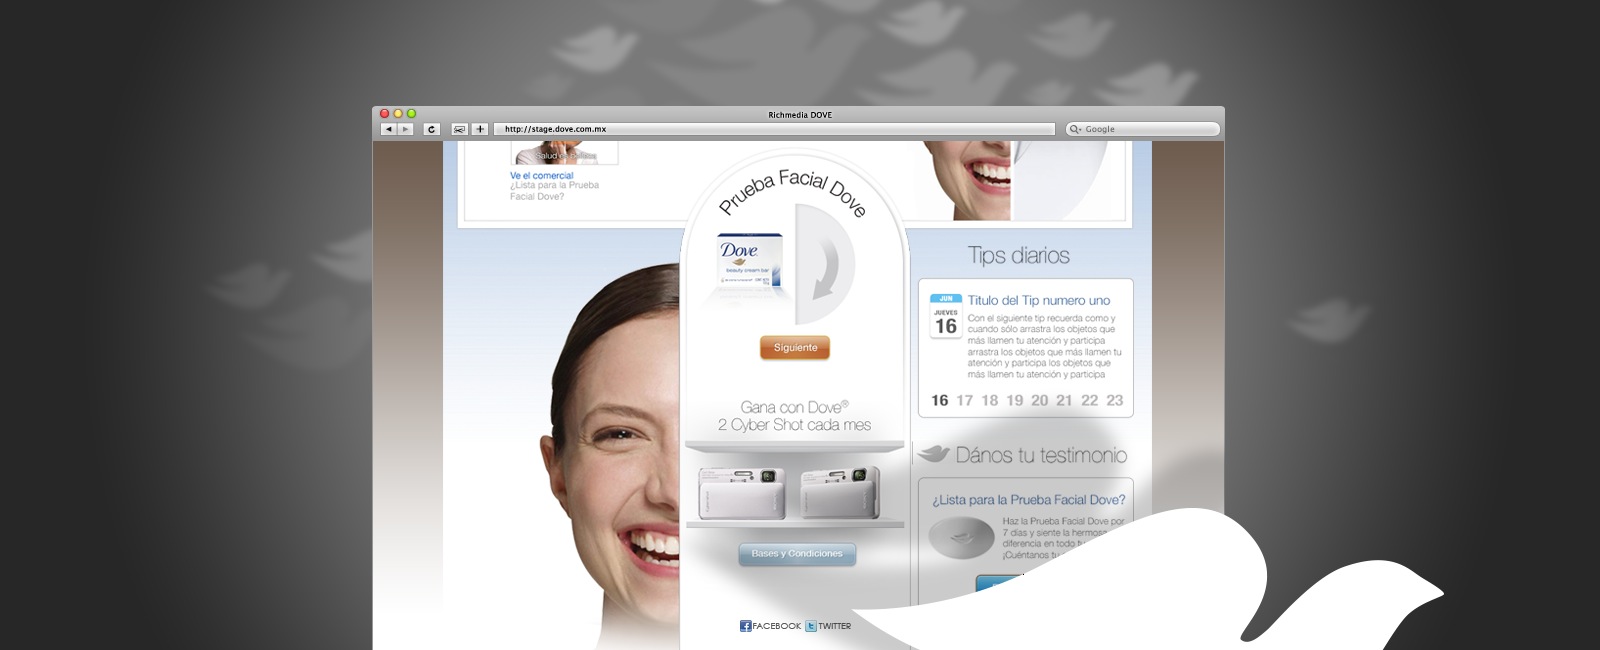 Richmedia DOVE
http://stage.dove.com.mx
Google
Ve el comercial
¿Lista para la Prueba
Facial Dove?
Prueba Facial Dove
Dove
beauty cream bar
Siguiente
Gana con Dove®
2 Cyber Shot cada mes
Bases y Condiciones
FACEBOOK
TWITTER
Tips diarios
JUN
JUEVES
16
Titulo del Tip numero uno
Con el siguiente tip recuerda como y
cuando sólo arrastra los objetos que
más llamen tu atención y participa
arrastra los objetos que más llamen tu
atención y participa los objetos que
más llamen tu atención y participa
16 17 18 19 20 21 22 23
Dános tu testimonio
¿Lista para la Prueba Facial Dove?
Haz la Prueba Facial Dove por
7 días y siente la hermosa
diferencia en todo tu
¡Cuéntanos tu